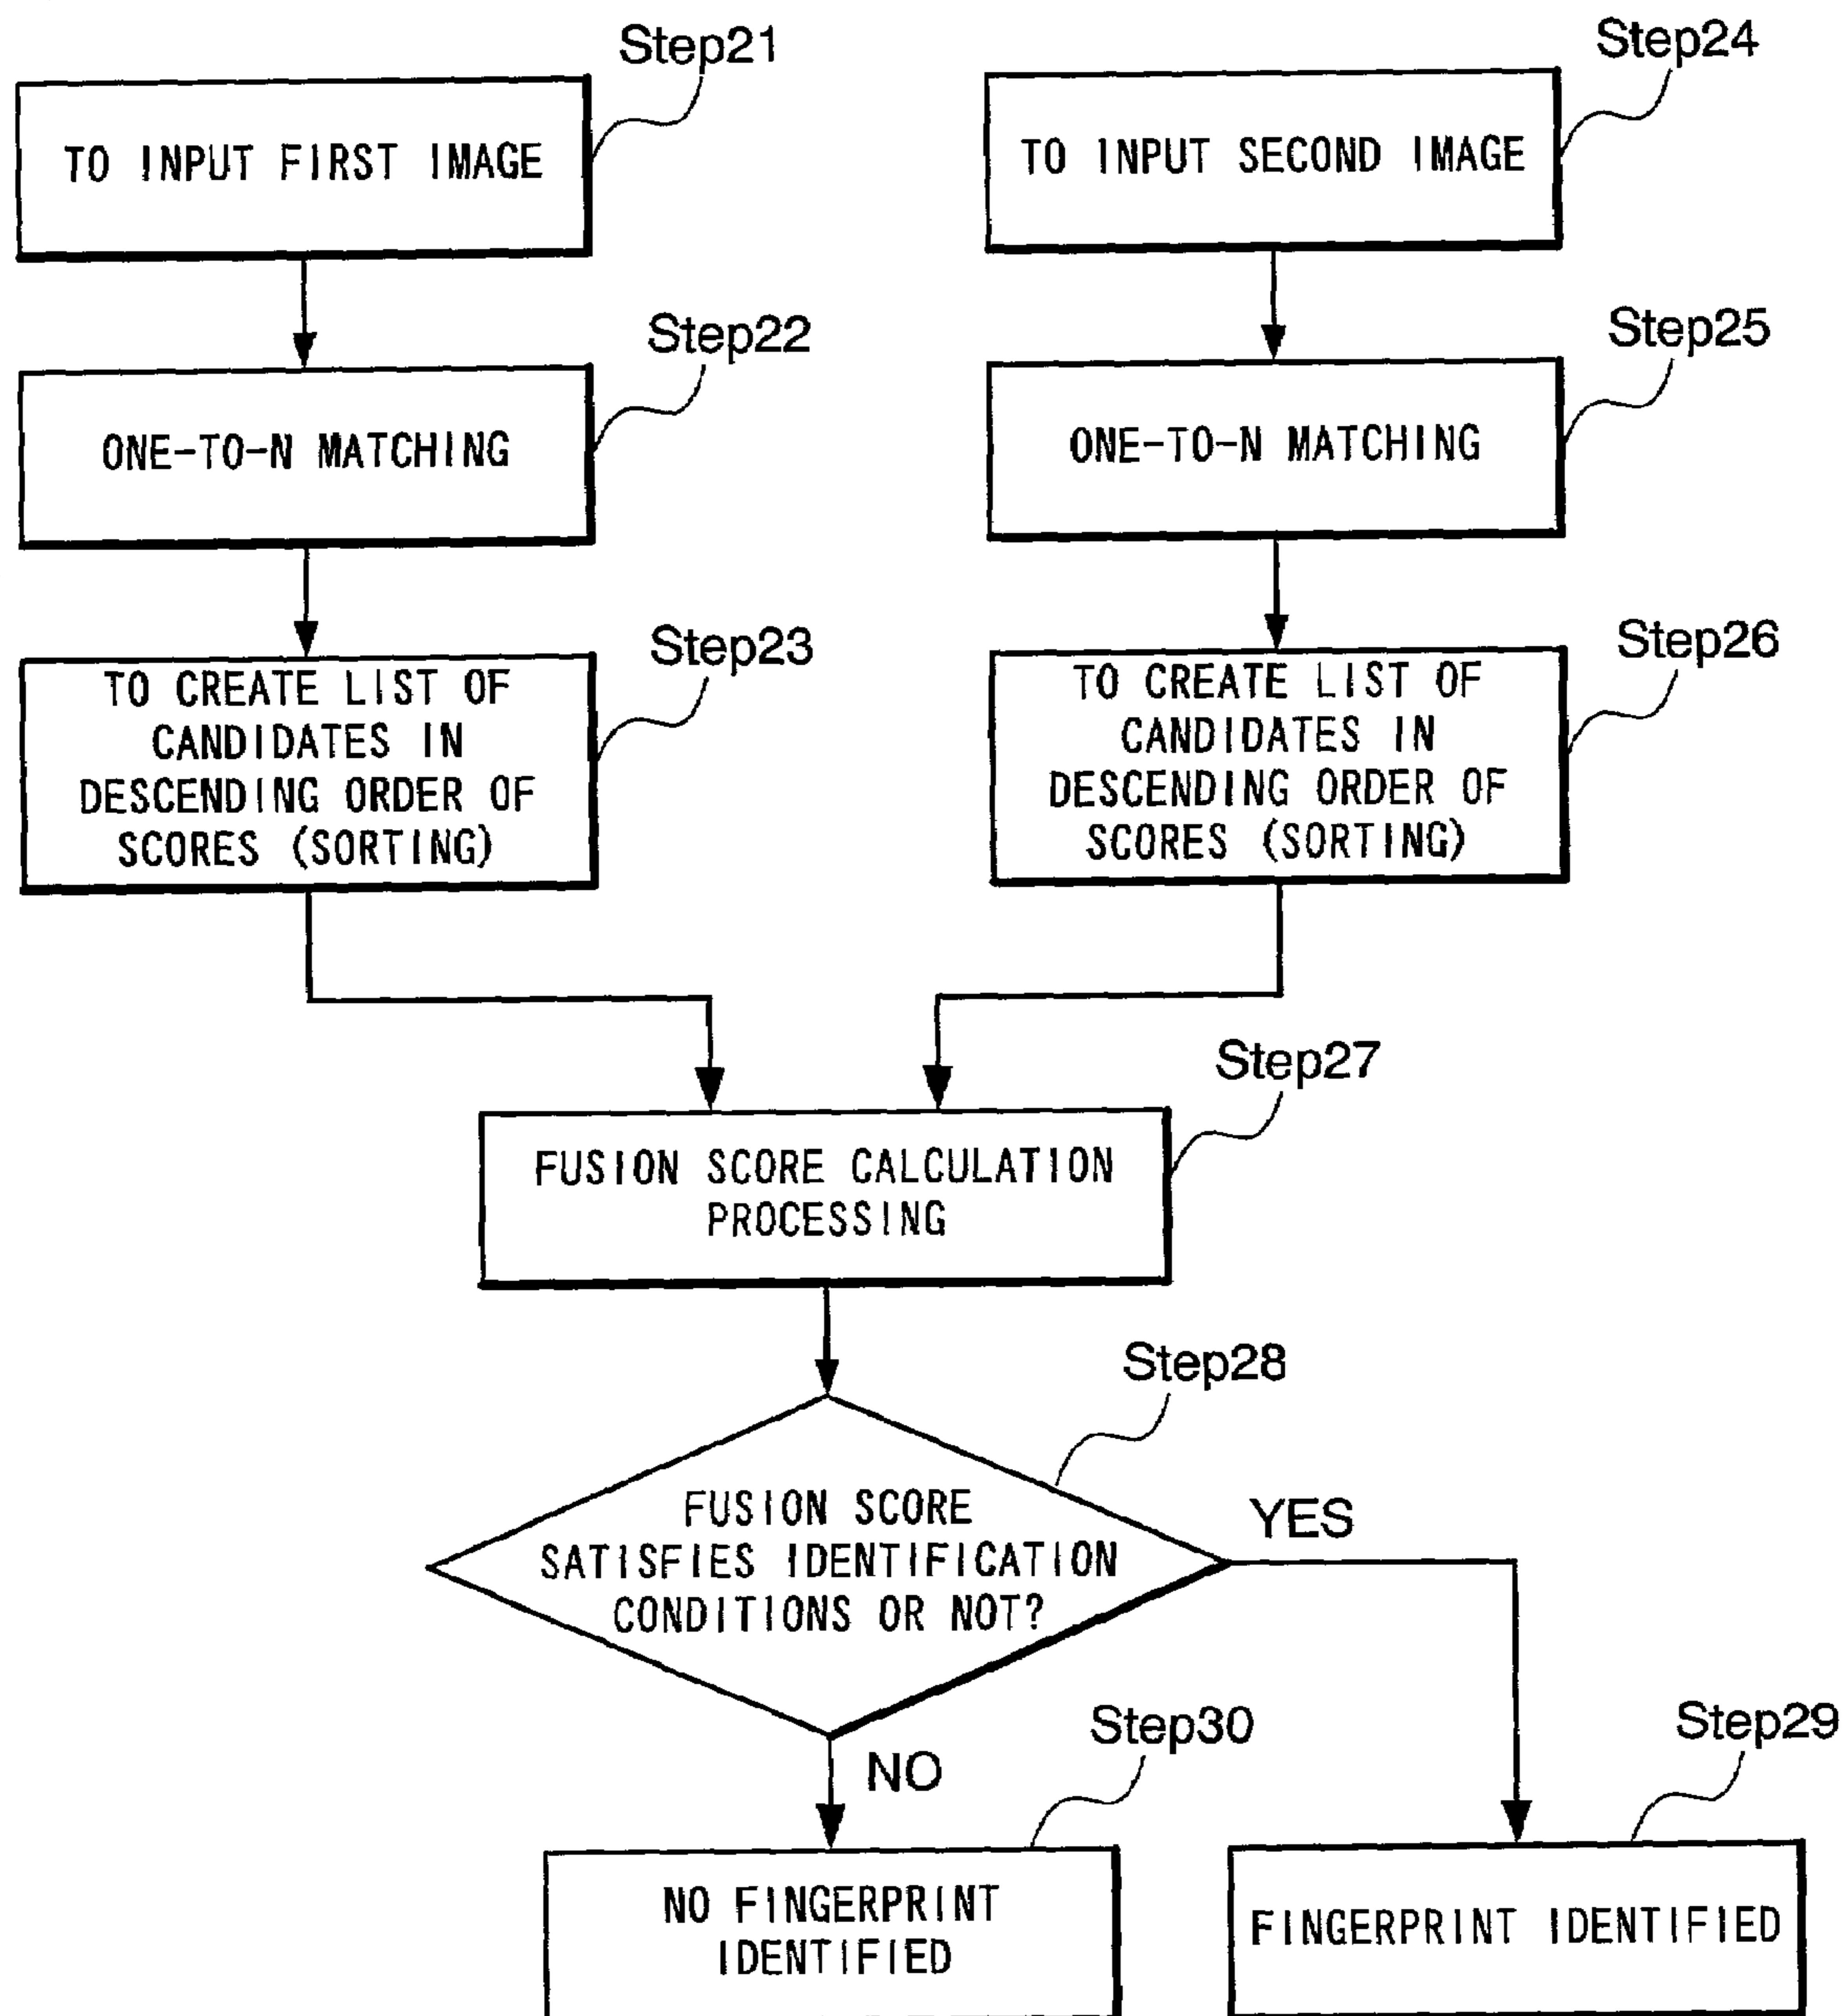 Step21
TO INPUT FIRST IMAGE
Step22
ONE-TO-N MATCHING
Step23
TO CREATE LIST OF
CANDIDATES IN
DESCENDING ORDER OF
SCORES (SORTING)
Step24
TO INPUT SECOND IMAGE
Step25
ONE-TO-N MATCHING
Step26
TO CREATE LIST OF
CANDIDATES IN
DESCENDING ORDER OF
SCORES (SORTING)
Step27
FUSION SCORE CALCULATION
PROCESSING
Step28
FUSION SCORE
SATISFIES IDENTIFICATION
CONDITIONS OR NOT?
YES
NO
Step30
NO FINGERPRINT
IDENTIFIED
Step29
FINGERPRINT IDENTIFIED